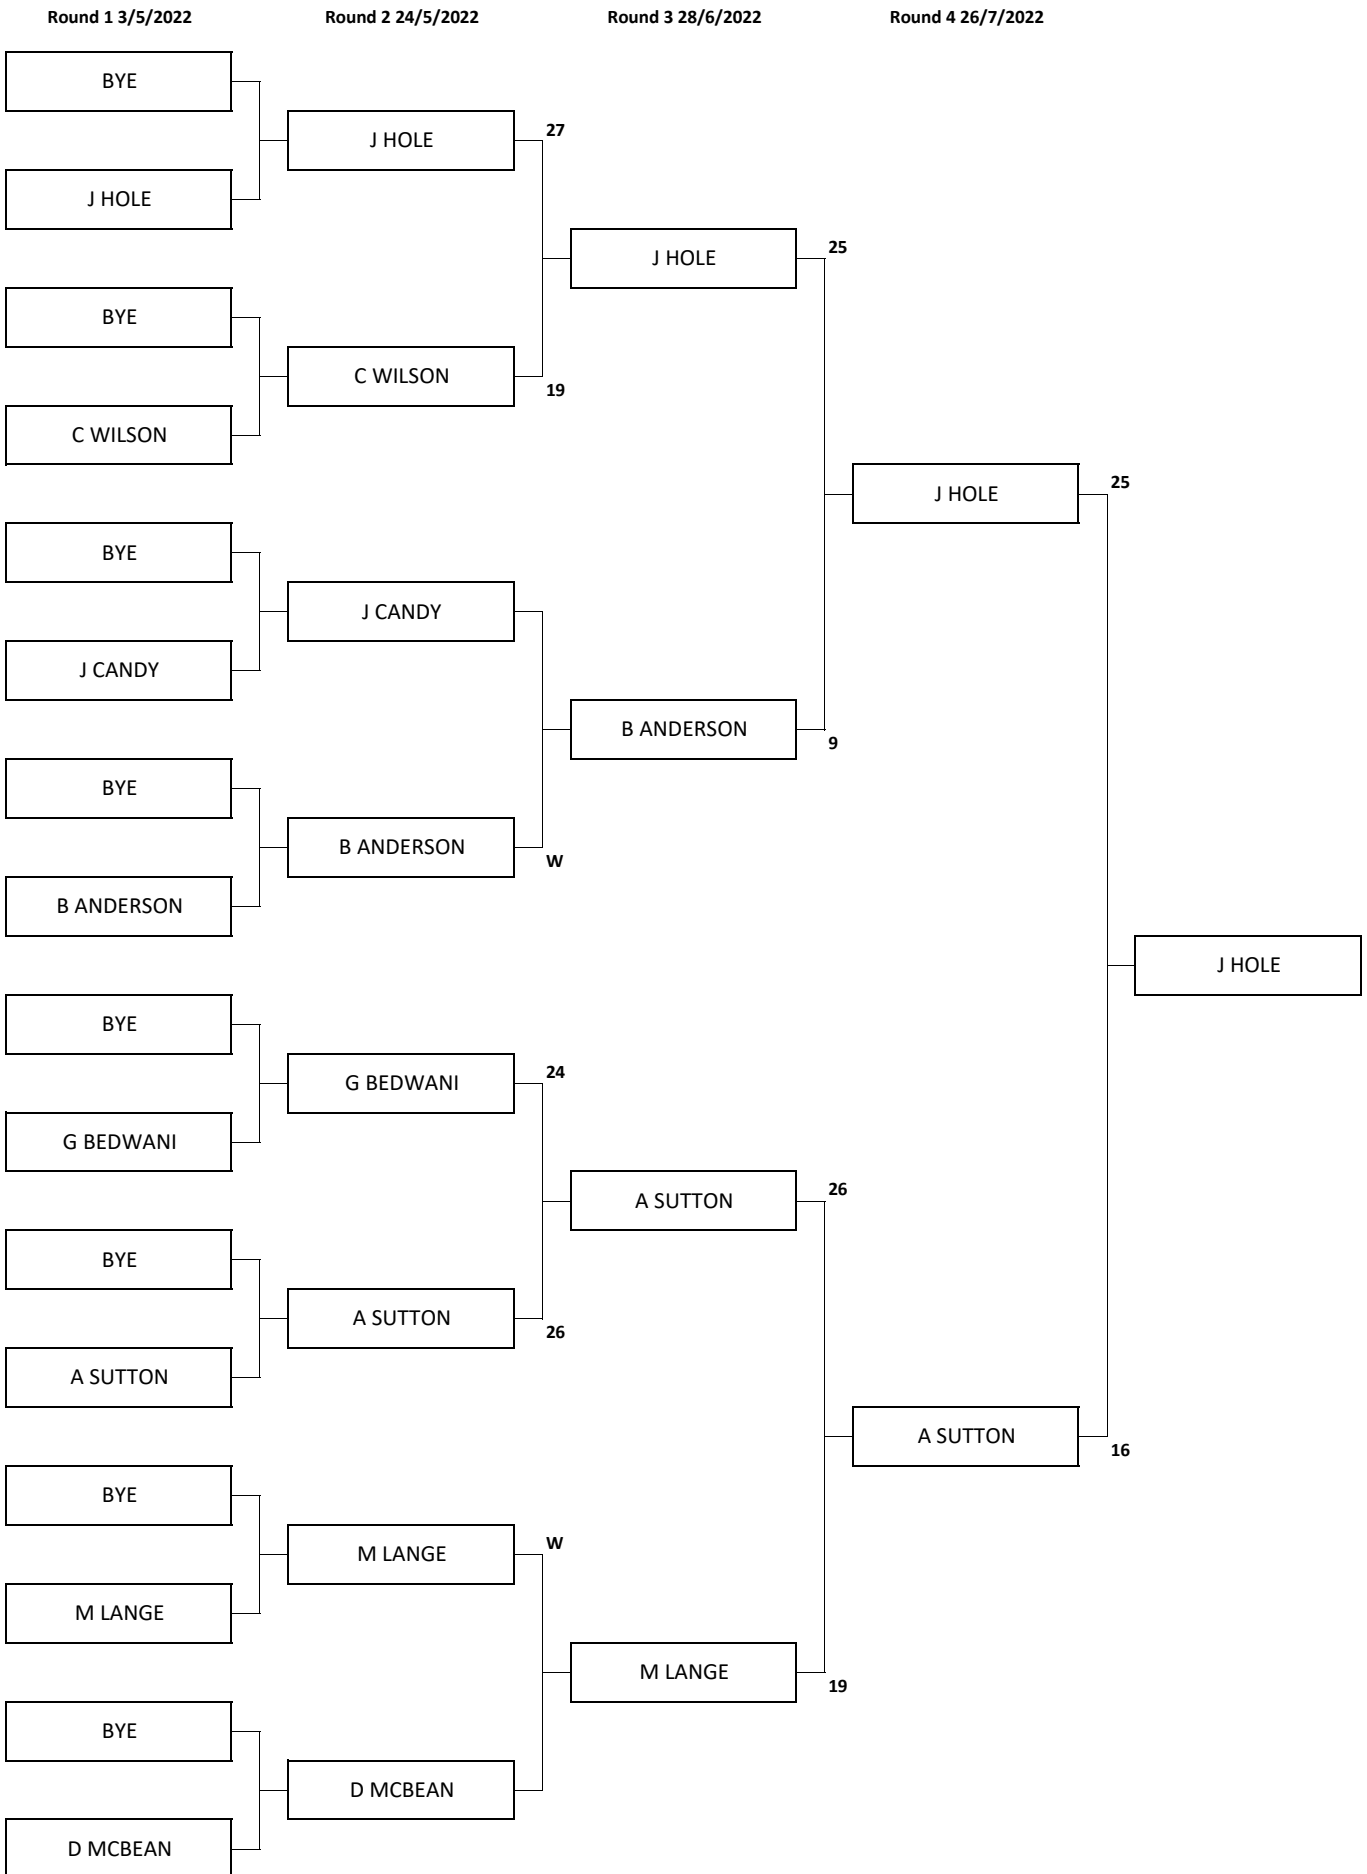 Round 1 3/5/2022 Round 2 24/5/2022 Round 3 28/6/2022 Round 4 26/7/2022
BYE
J HOLE 27
J HOLE
J HOLE 25
BYE
C WILSON 19
C WILSON
J HOLE 25
BYE
J CANDY
J CANDY
B ANDERSON 9
BYE
B ANDERSON W
B ANDERSON
J HOLE
BYE
G BEDWANI 24
G BEDWANI
A SUTTON 26
BYE
A SUTTON 26
A SUTTON
A SUTTON 16
BYE
M LANGE W
M LANGE
M LANGE 19
BYE
D MCBEAN
D MCBEAN